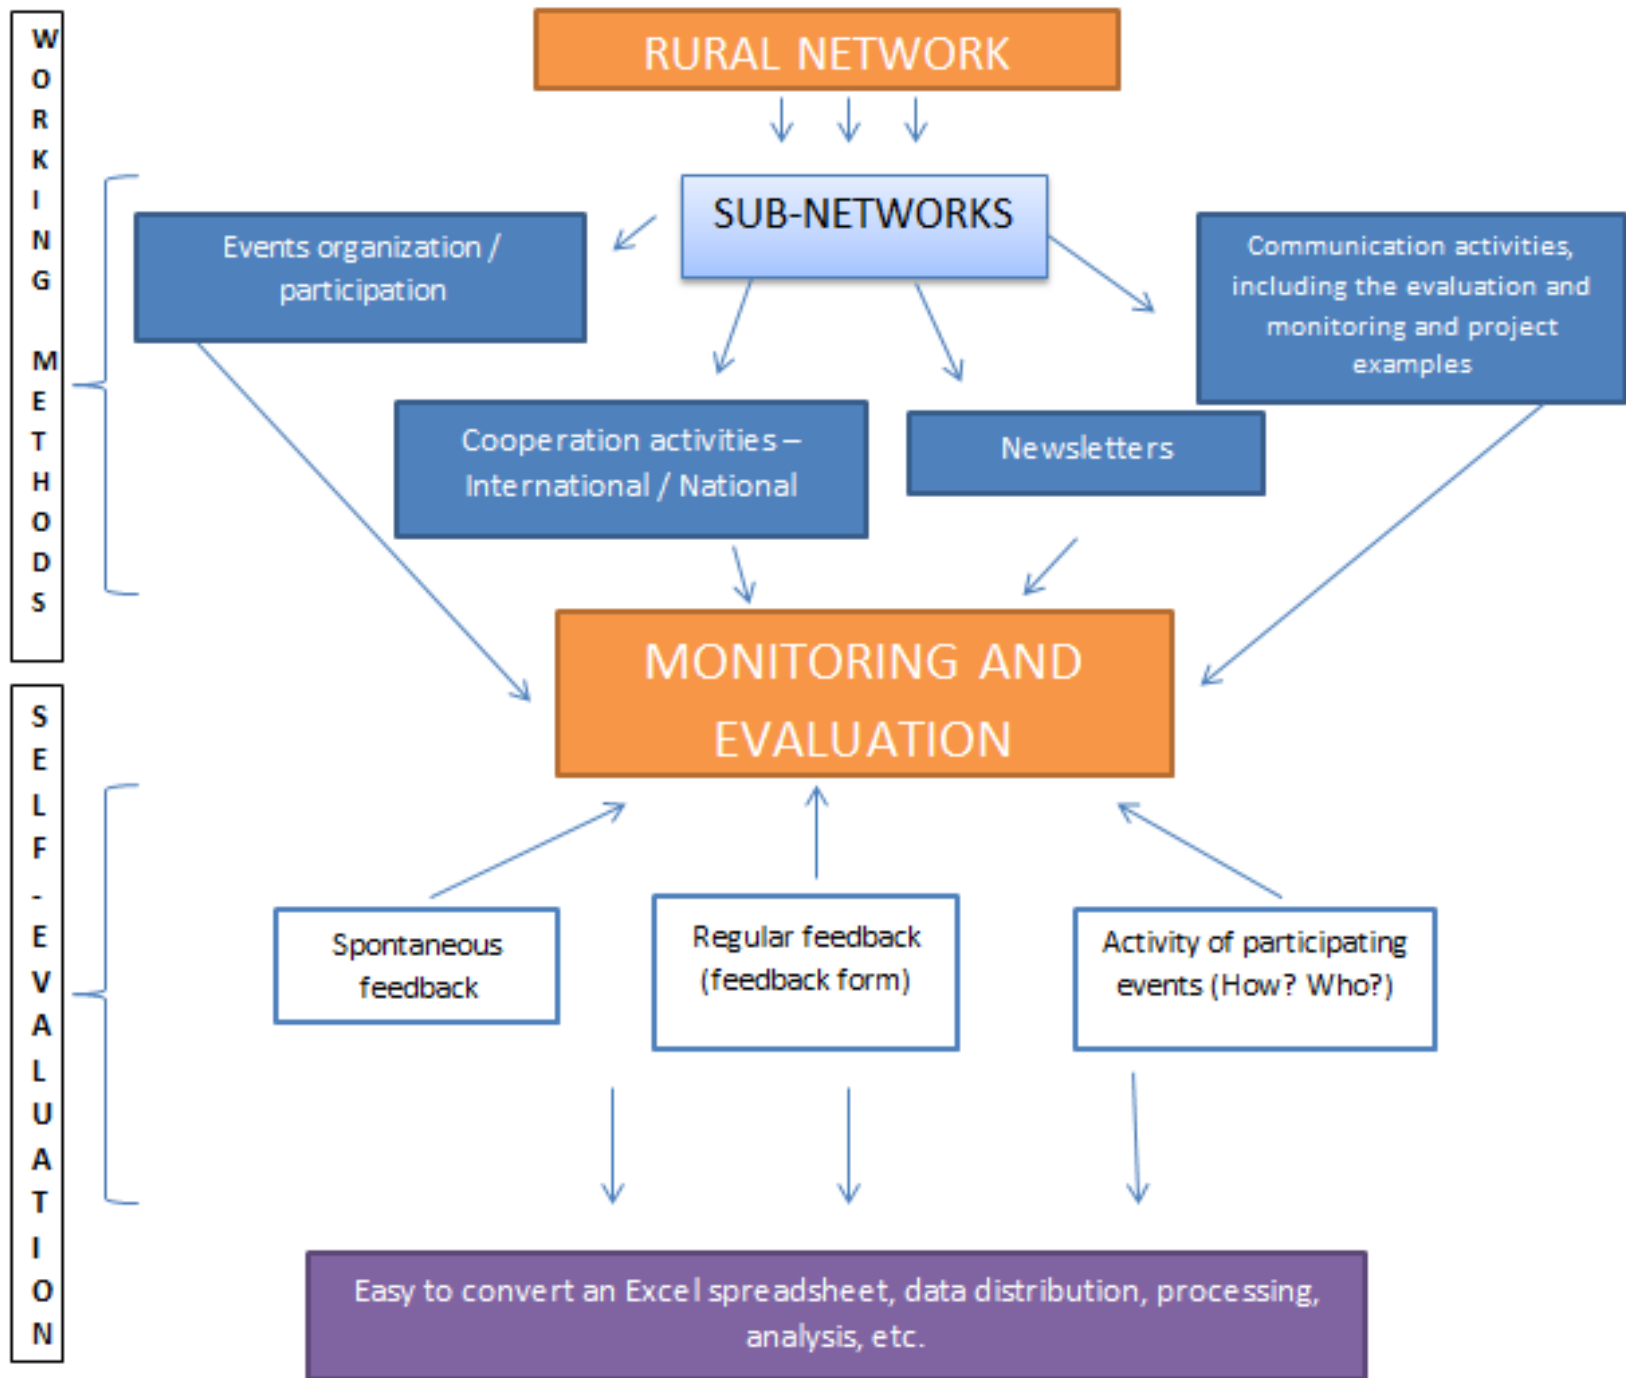 WORKING METHODS
RURAL NETWORK
SUB-NETWORKS
Events organization /
participation
Communication activities,
including the evaluation and
monitoring and project
examples
Cooperation activities –
International / National
Newsletters
MONITORING AND
EVALUATION
SELF-EVALUATION
Spontaneous
feedback
Regular feedback
(feedback form)
Activity of participating
events (How? Who?)
Easy to convert an Excel spreadsheet, data distribution, processing,
analysis, etc.